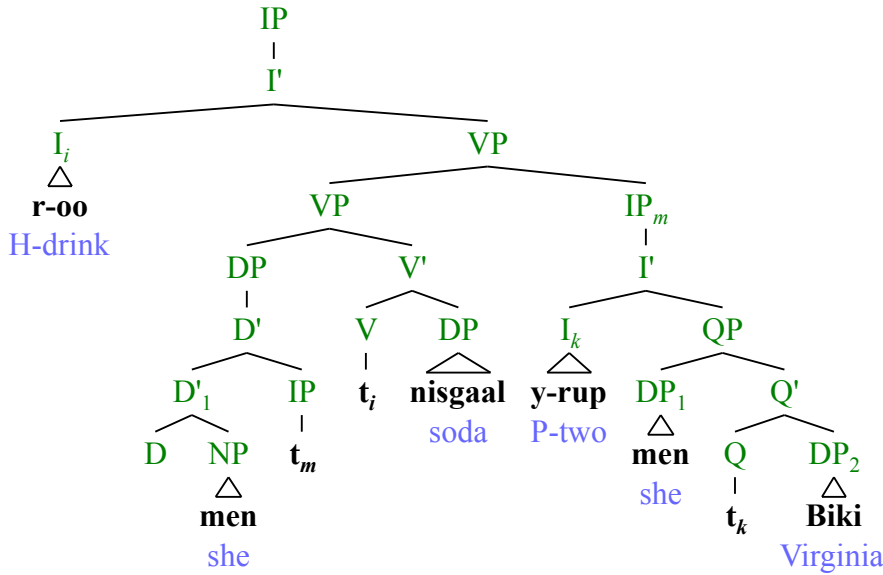 IP
I'
I_i VP
r-oo
H-drink
VP IP_m
DP V' I'
D' V DP I_k QP
D'_1 IP t_i nisgaal y-rup DP_1 Q'
soda P-two
D NP t_m men Q DP_2
she
men t_k Biki
she Virginia